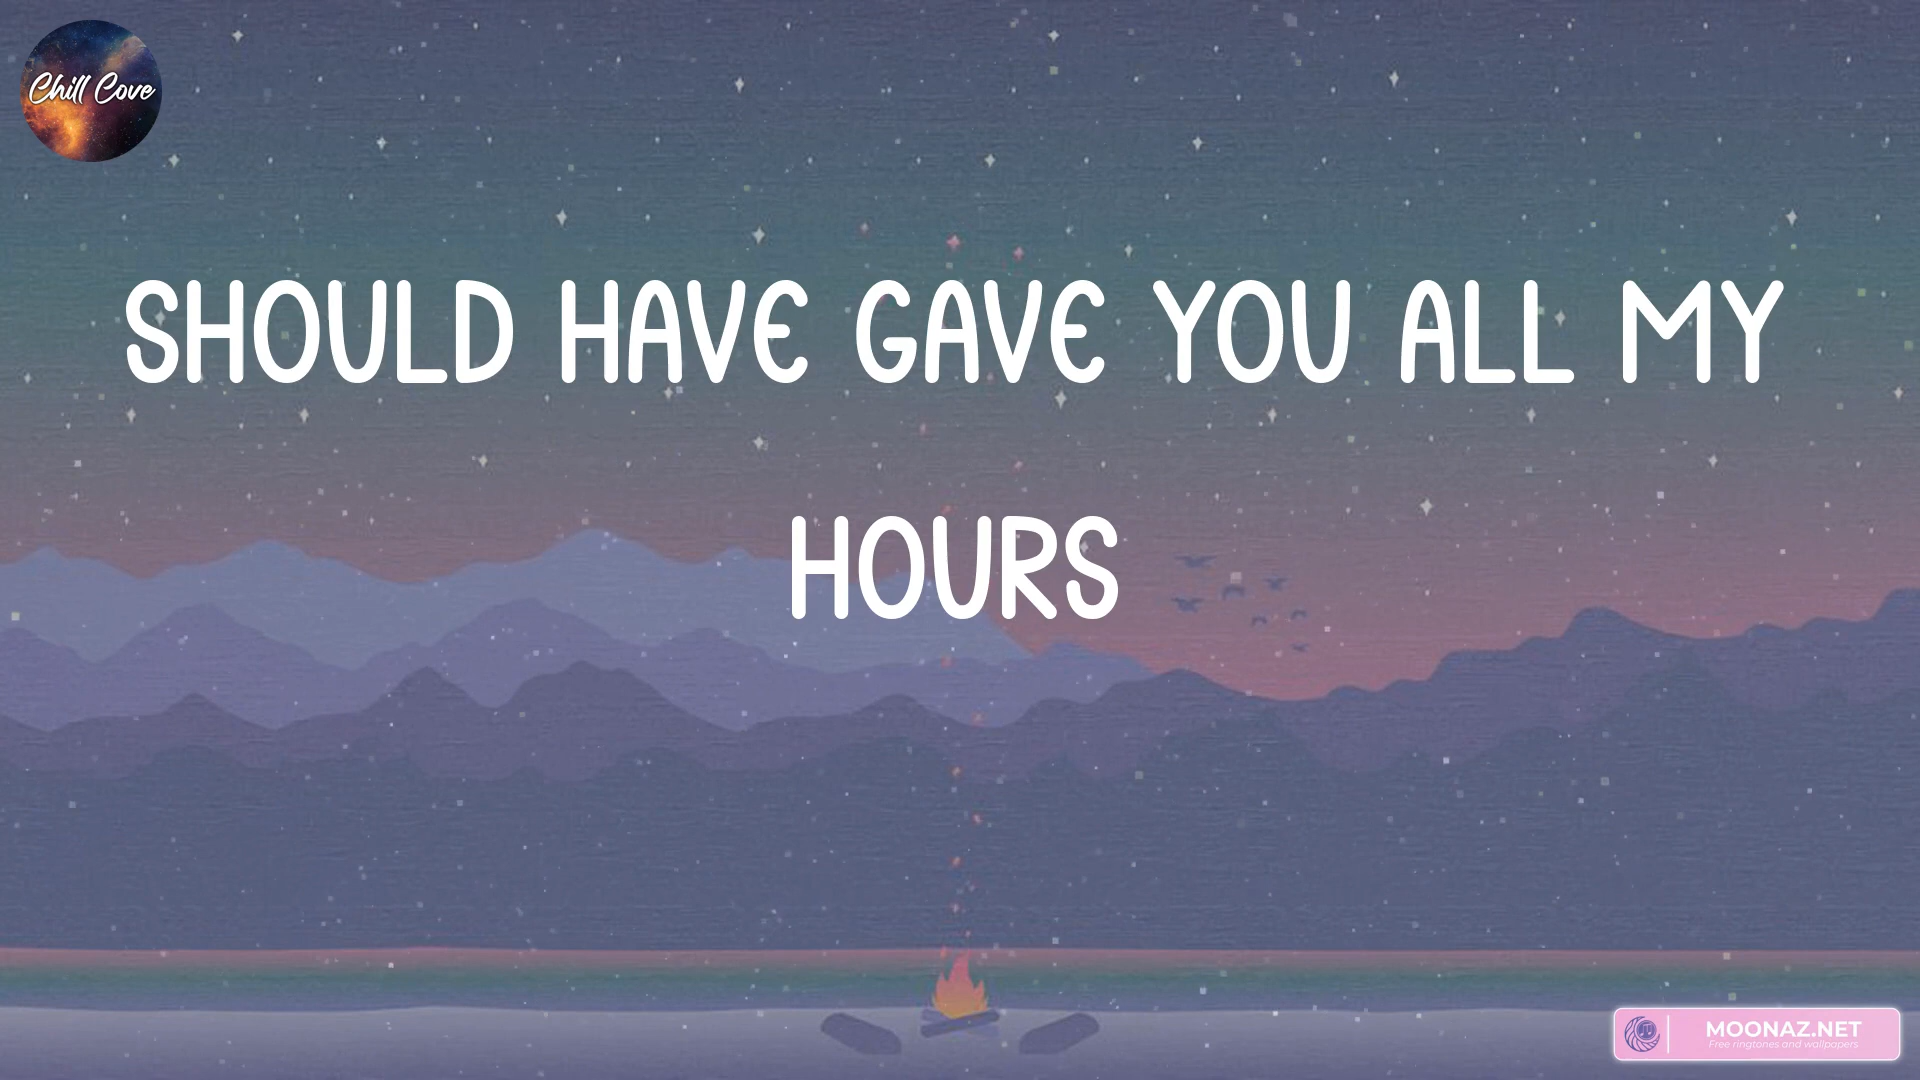 Chill Cove
SHOULD HAVE GAVE YOU ALL MY
HOURS
MOONAZ.NET
Free ringtones and wallpapers